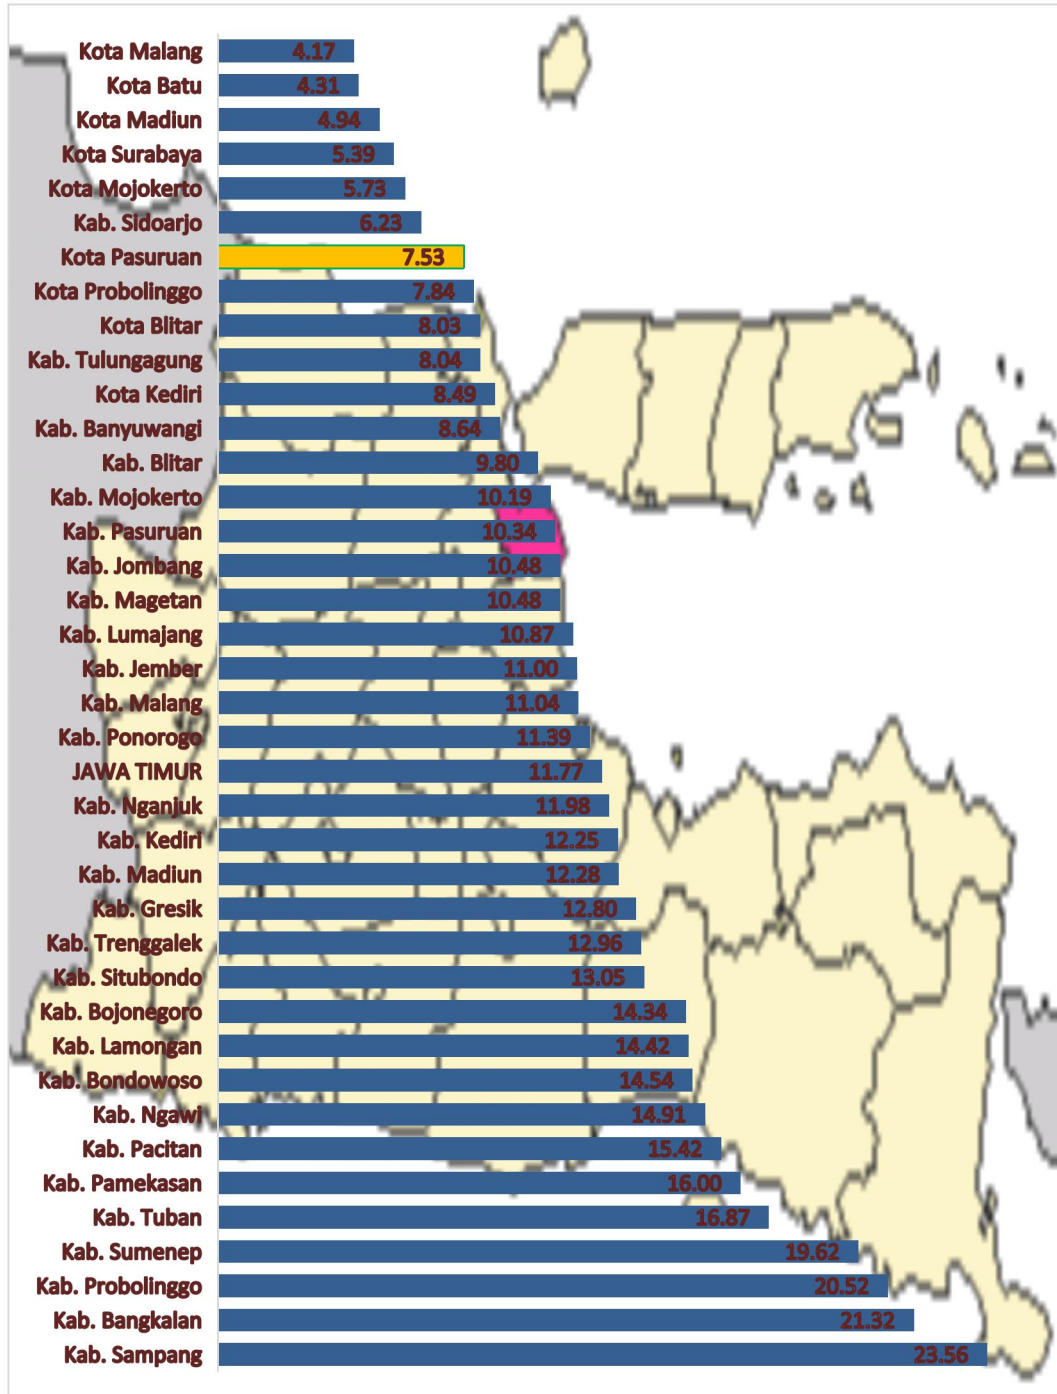 Kota Malang 4.17
Kota Batu 4.31
Kota Madiun 4.94
Kota Surabaya 5.39
Kota Mojokerto 5.73
Kab. Sidoarjo 6.23
Kota Pasuruan 7.53
Kota Probolinggo 7.84
Kota Blitar 8.03
Kab. Tulungagung 8.04
Kota Kediri 8.49
Kab. Banyuwangi 8.64
Kab. Blitar 9.80
Kab. Mojokerto 10.19
Kab. Pasuruan 10.34
Kab. Jombang 10.48
Kab. Magetan 10.48
Kab. Lumajang 10.87
Kab. Jember 11.00
Kab. Malang 11.04
Kab. Ponorogo 11.39
JAWA TIMUR 11.77
Kab. Nganjuk 11.98
Kab. Kediri 12.25
Kab. Madiun 12.28
Kab. Gresik 12.80
Kab. Trenggalek 12.96
Kab. Situbondo 13.05
Kab. Bojonegoro 14.34
Kab. Lamongan 14.42
Kab. Bondowoso 14.54
Kab. Ngawi 14.91
Kab. Pacitan 15.42
Kab. Pamekasan 16.00
Kab. Tuban 16.87
Kab. Sumenep 19.62
Kab. Probolinggo 20.52
Kab. Bangkalan 21.32
Kab. Sampang 23.56